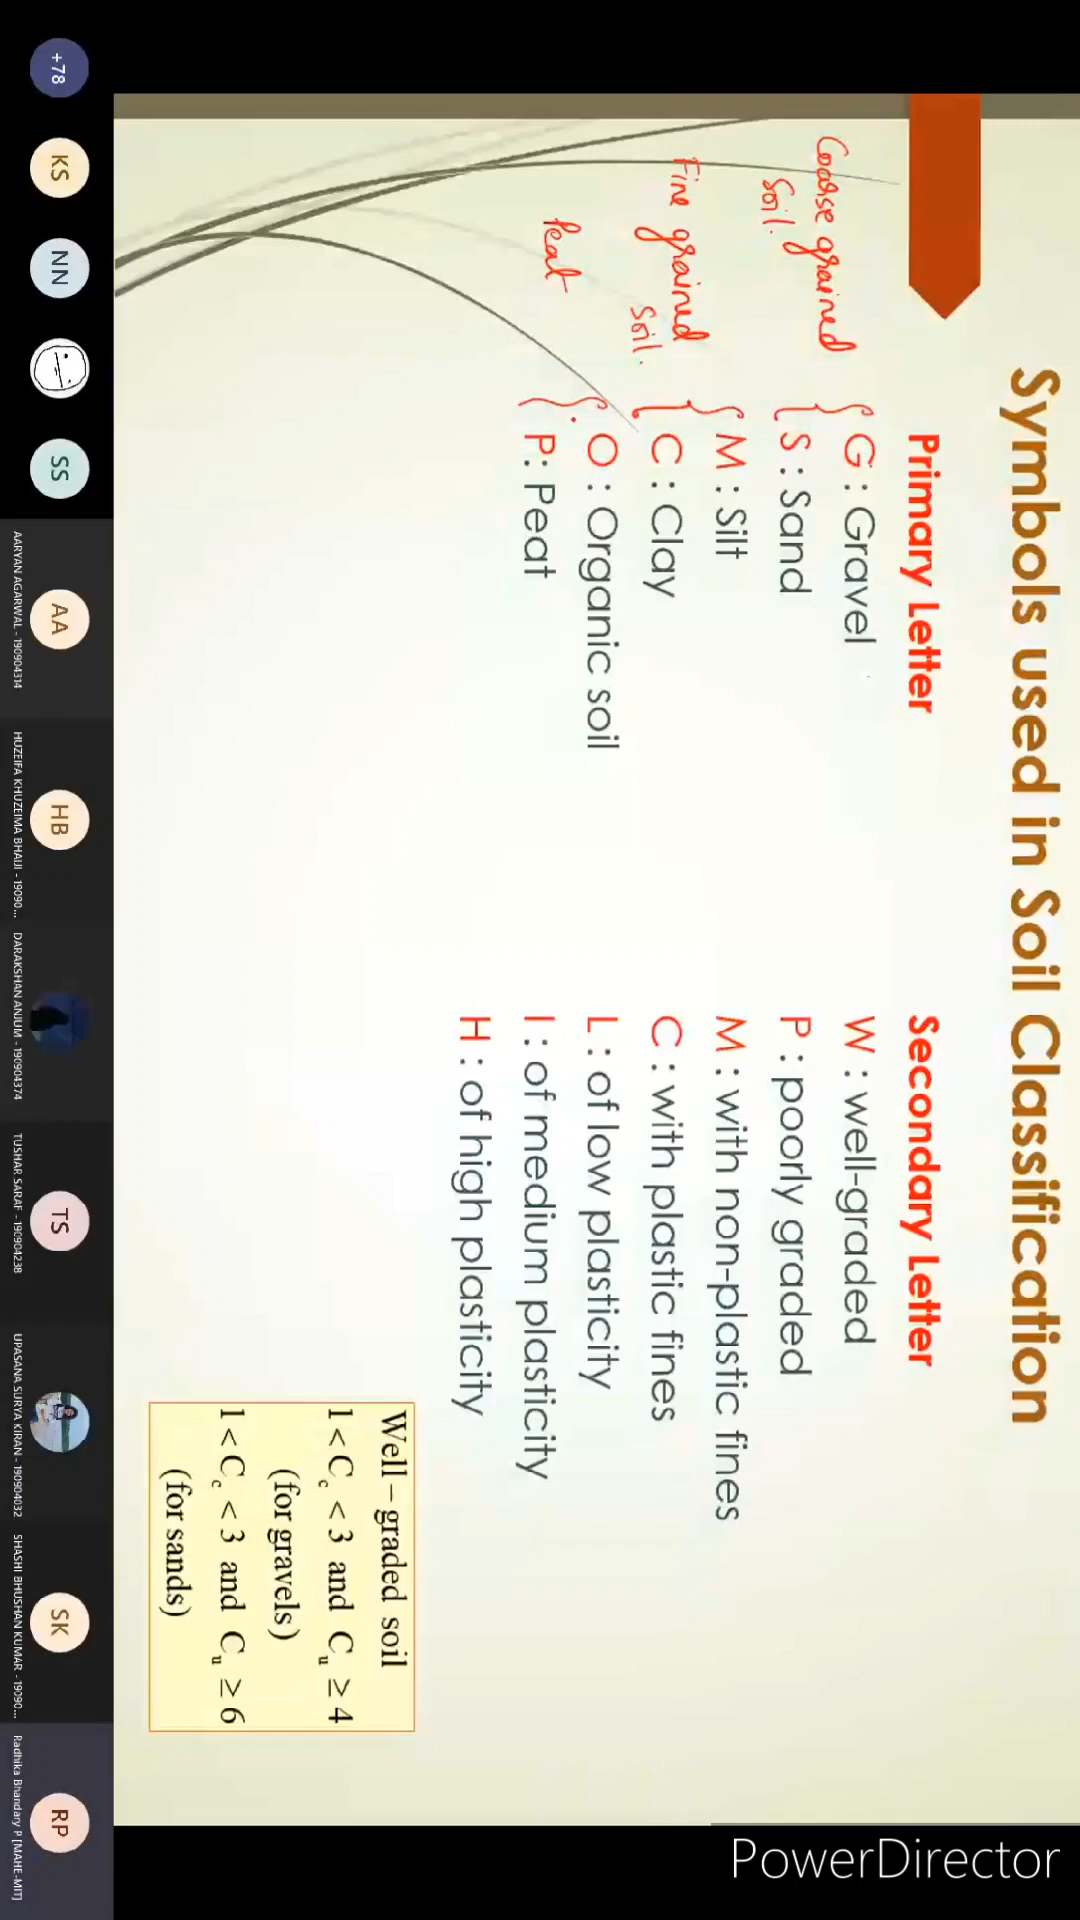 Symbols used in Soil Classification
Primary Letter
G : Gravel
S : Sand
M : Silt
C : Clay
O : Organic soil
P: Peat
Coarse grained
Soil.
Fine grained
Soil.
Peat
Secondary Letter
W : well-graded
P : poorly graded
M : with non-plastic fines
C : with plastic fines
L : of low plasticity
I : of medium plasticity
H : of high plasticity
Well – graded soil
1 < Cc < 3 and Cu ≥ 4
(for gravels)
1 < Cc < 3 and Cu ≥ 6
(for sands)
+78
KS
NN
SS
AA
AARYAN AGARWAL - 190904314
HB
HUZEIFA KHUZEIMA BHAIJI - 19090...
DARAKSHAN ANJUM - 190904374
TS
TUSHAR SARAF - 190904238
UPASANA SURYA KIRAN - 190904032
SK
SHASHI BHUSHAN KUMAR - 19090...
RP
Radhika Bhandary P [MAHE-MIT]
PowerDirector